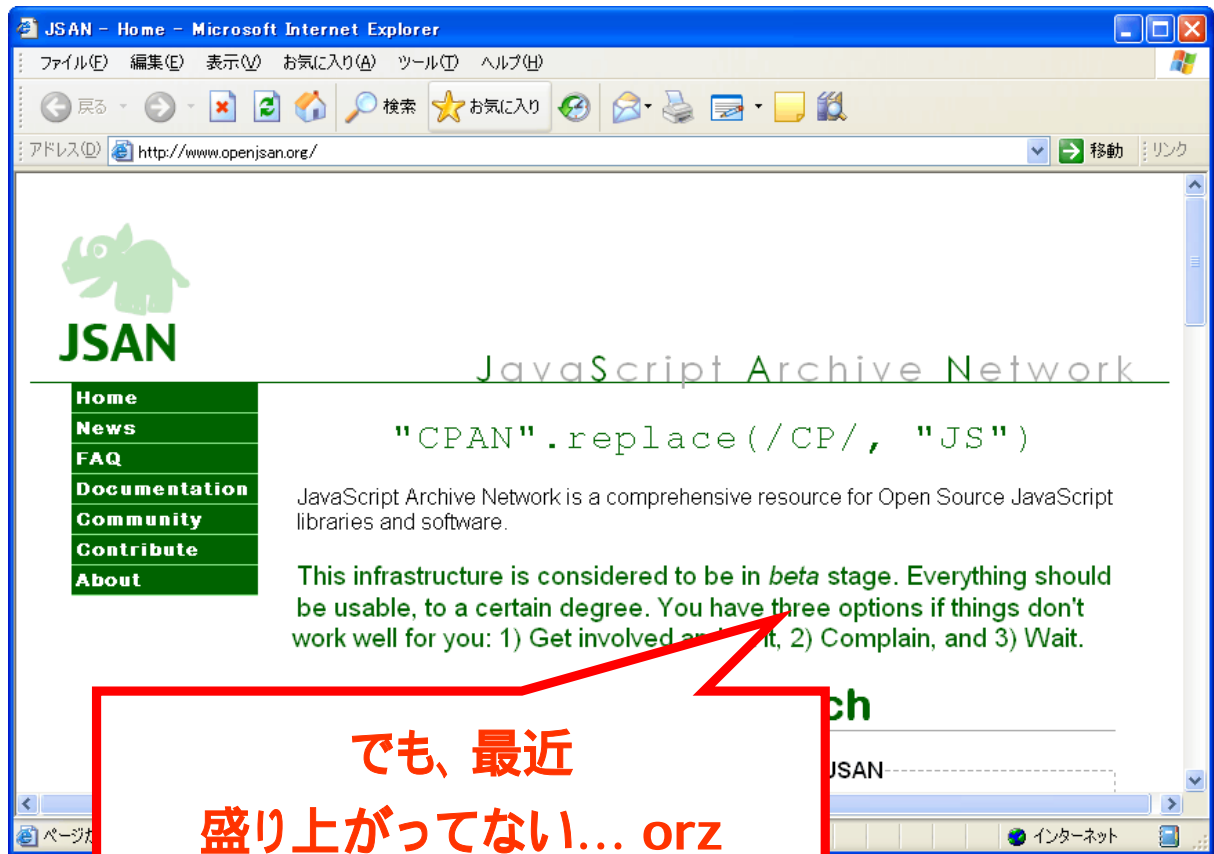 JSAN - Home - Microsoft Internet Explorer
ファイル(F) 編集(E) 表示(V) お気に入り(A) ツール(T) ヘルプ(H)
戻る 検索 お気に入り
アドレス(D) http://www.openjsan.org/ 移動 リンク
JSAN
JavaScript Archive Network
Home
News
FAQ
Documentation
Community
Contribute
About
"CPAN".replace(/CP/, "JS")
JavaScript Archive Network is a comprehensive resource for Open Source JavaScript
libraries and software.
This infrastructure is considered to be in beta stage. Everything should
be usable, to a certain degree. You have three options if things don't
work well for you: 1) Get involved 2) Complain, and 3) Wait.
JSAN
でも、最近
盛り上がってない... orz
インターネット